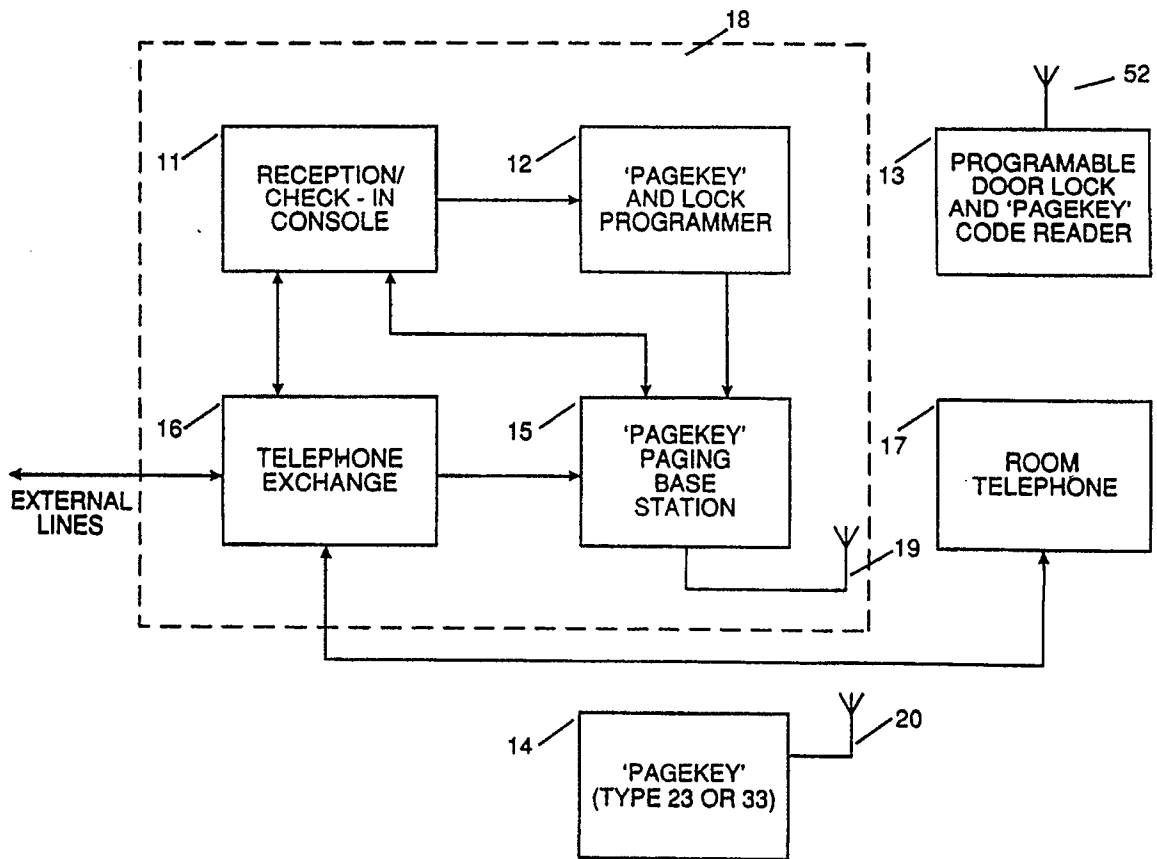 18
52
11
RECEPTION/
CHECK - IN
CONSOLE
12
'PAGEKEY'
AND LOCK
PROGRAMMER
13
PROGRAMABLE
DOOR LOCK
AND 'PAGEKEY'
CODE READER
16
TELEPHONE
EXCHANGE
15
'PAGEKEY'
PAGING
BASE
STATION
17
ROOM
TELEPHONE
EXTERNAL
LINES
19
14
'PAGEKEY'
(TYPE 23 OR 33)
20